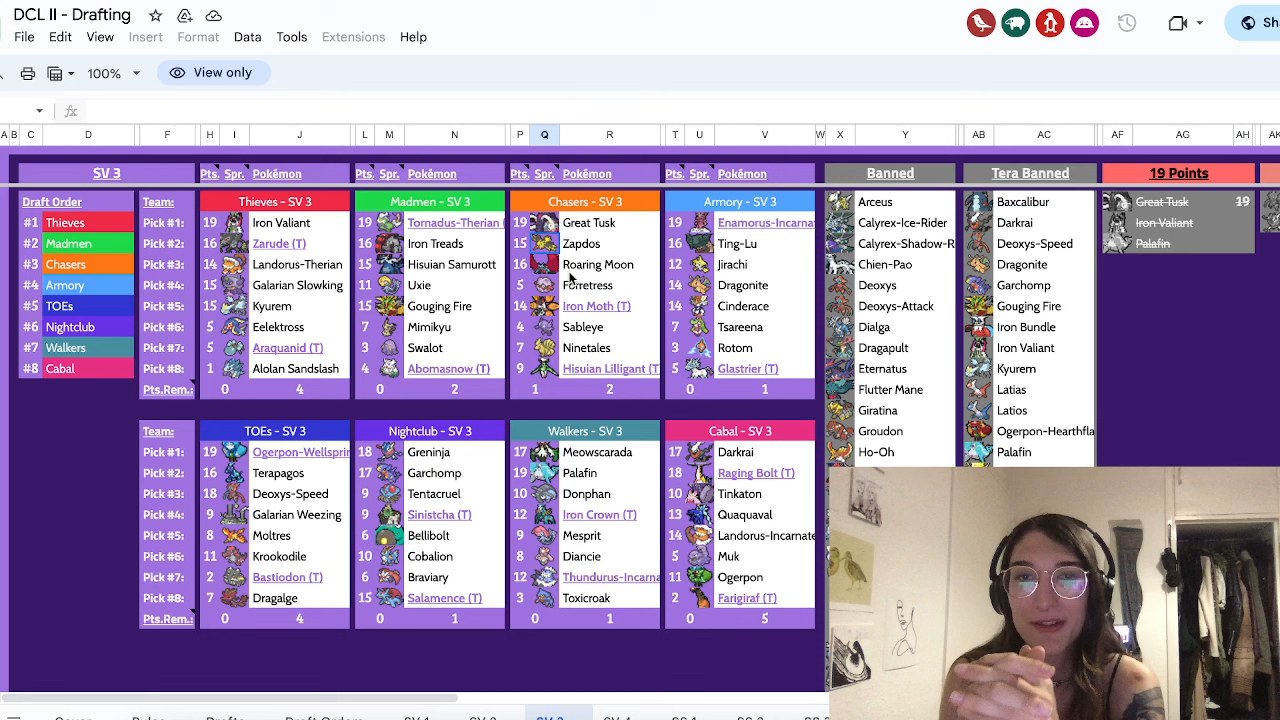 DCL II - Drafting
File Edit View Insert Format Data Tools Extensions Help
100% View only
fx
A B C D F H I J L M N P Q R T U V W X Y AB AC AF AG AH
SV 3 Pts. Spr. Pokémon Pts. Spr. Pokémon Pts. Spr. Pokémon Pts. Spr. Pokémon Banned Tera Banned 19 Points
Draft Order Team: Thieves - SV 3 Madmen - SV 3 Chasers - SV 3 Armory - SV 3 Arceus Baxcalibur Great Tusk 19
#1 Thieves Pick #1: 19 Iron Valiant 19 Tornadus-Therian 19 Great Tusk 19 Enamorus-Incarna Calyrex-Ice-Rider Darkrai Iron Valiant
#2 Madmen Pick #2: 16 Zarude (T) 16 Iron Treads 15 Zapdos 16 Ting-Lu Calyrex-Shadow-R Deoxys-Speed Palafin
#3 Chasers Pick #3: 14 Landorus-Therian 15 Hisuian Samurott 16 Roaring Moon 12 Jirachi Chien-Pao Dragonite
#4 Armory Pick #4: 15 Galarian Slowking 11 Uxie 5 Forretress 14 Dragonite Deoxys Garchomp
#5 TOEs Pick #5: 15 Kyurem 15 Gouging Fire 14 Iron Moth (T) 14 Cinderace Deoxys-Attack Gouging Fire
#6 Nightclub Pick #6: 5 Eelektross 7 Mimikyu 4 Sableye 7 Tsareena Dialga Iron Bundle
#7 Walkers Pick #7: 5 Araquanid (T) 3 Swalot 7 Ninetales 3 Rotom Dragapult Iron Valiant
#8 Cabal Pick #8: 1 Alolan Sandslash 4 Abomasnow (T) 9 Hisuian Lilligant (T) 5 Glastrier (T) Eternatus Kyurem
Pts.Rem.: 0 4 0 2 1 2 0 1 Flutter Mane Latias
Giratina Latios
Team: TOEs - SV 3 Nightclub - SV 3 Walkers - SV 3 Cabal - SV 3 Groudon Ogerpon-Hearthfla
Pick #1: 19 Ogerpon-Wellsprin 18 Greninja 17 Meowscarada 17 Darkrai Ho-Oh Palafin
Pick #2: 16 Terapagos 17 Garchomp 19 Palafin 18 Raging Bolt (T)
Pick #3: 18 Deoxys-Speed 9 Tentacruel 10 Donphan 10 Tinkaton
Pick #4: 9 Galarian Weezing 9 Sinistcha (T) 12 Iron Crown (T) 13 Quaquaval
Pick #5: 8 Moltres 6 Bellibolt 9 Mesprit 14 Landorus-Incarnate
Pick #6: 11 Krookodile 10 Cobalion 8 Diancie 5 Muk
Pick #7: 2 Bastiodon (T) 6 Braviary 12 Thundurus-Incarna 11 Ogerpon
Pick #8: 7 Dragalge 15 Salamence (T) 3 Toxicroak 2 Farigiraf (T)
Pts.Rem.: 0 4 0 1 0 1 0 5